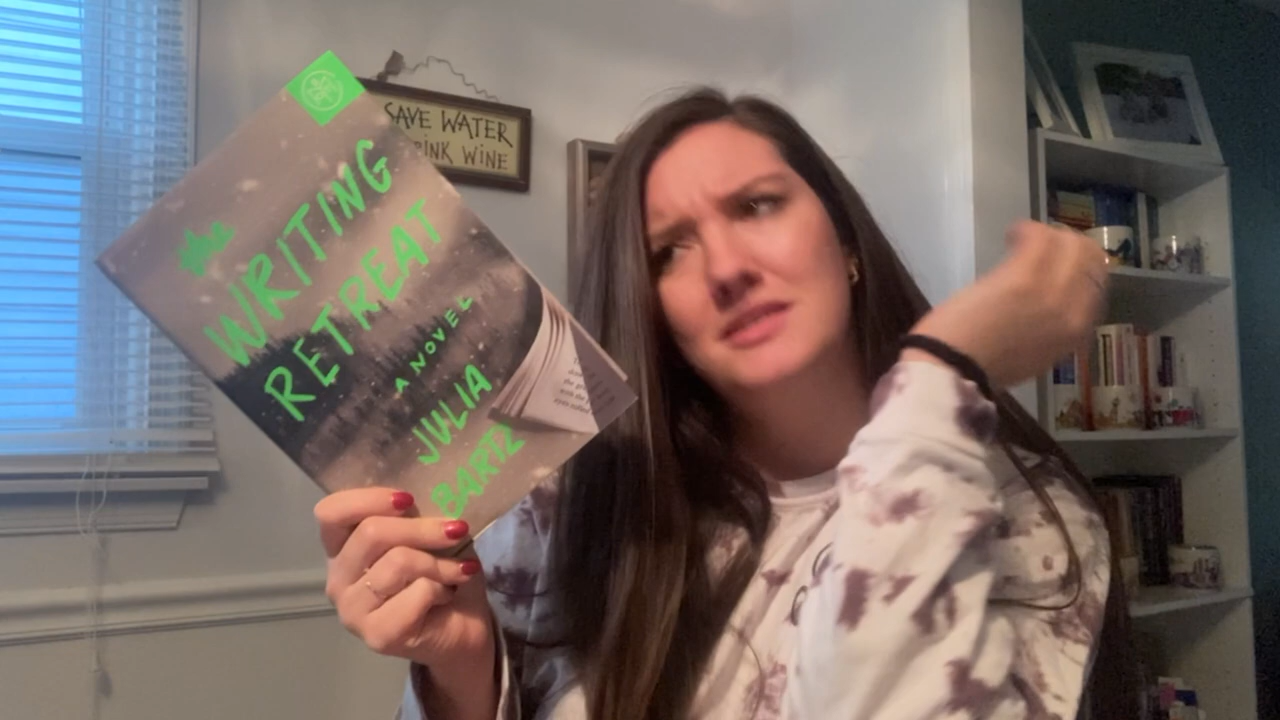 the
WRITING
RETREAT
A NOVEL
JULIA
BARTZ
SAVE WATER
DRINK WINE